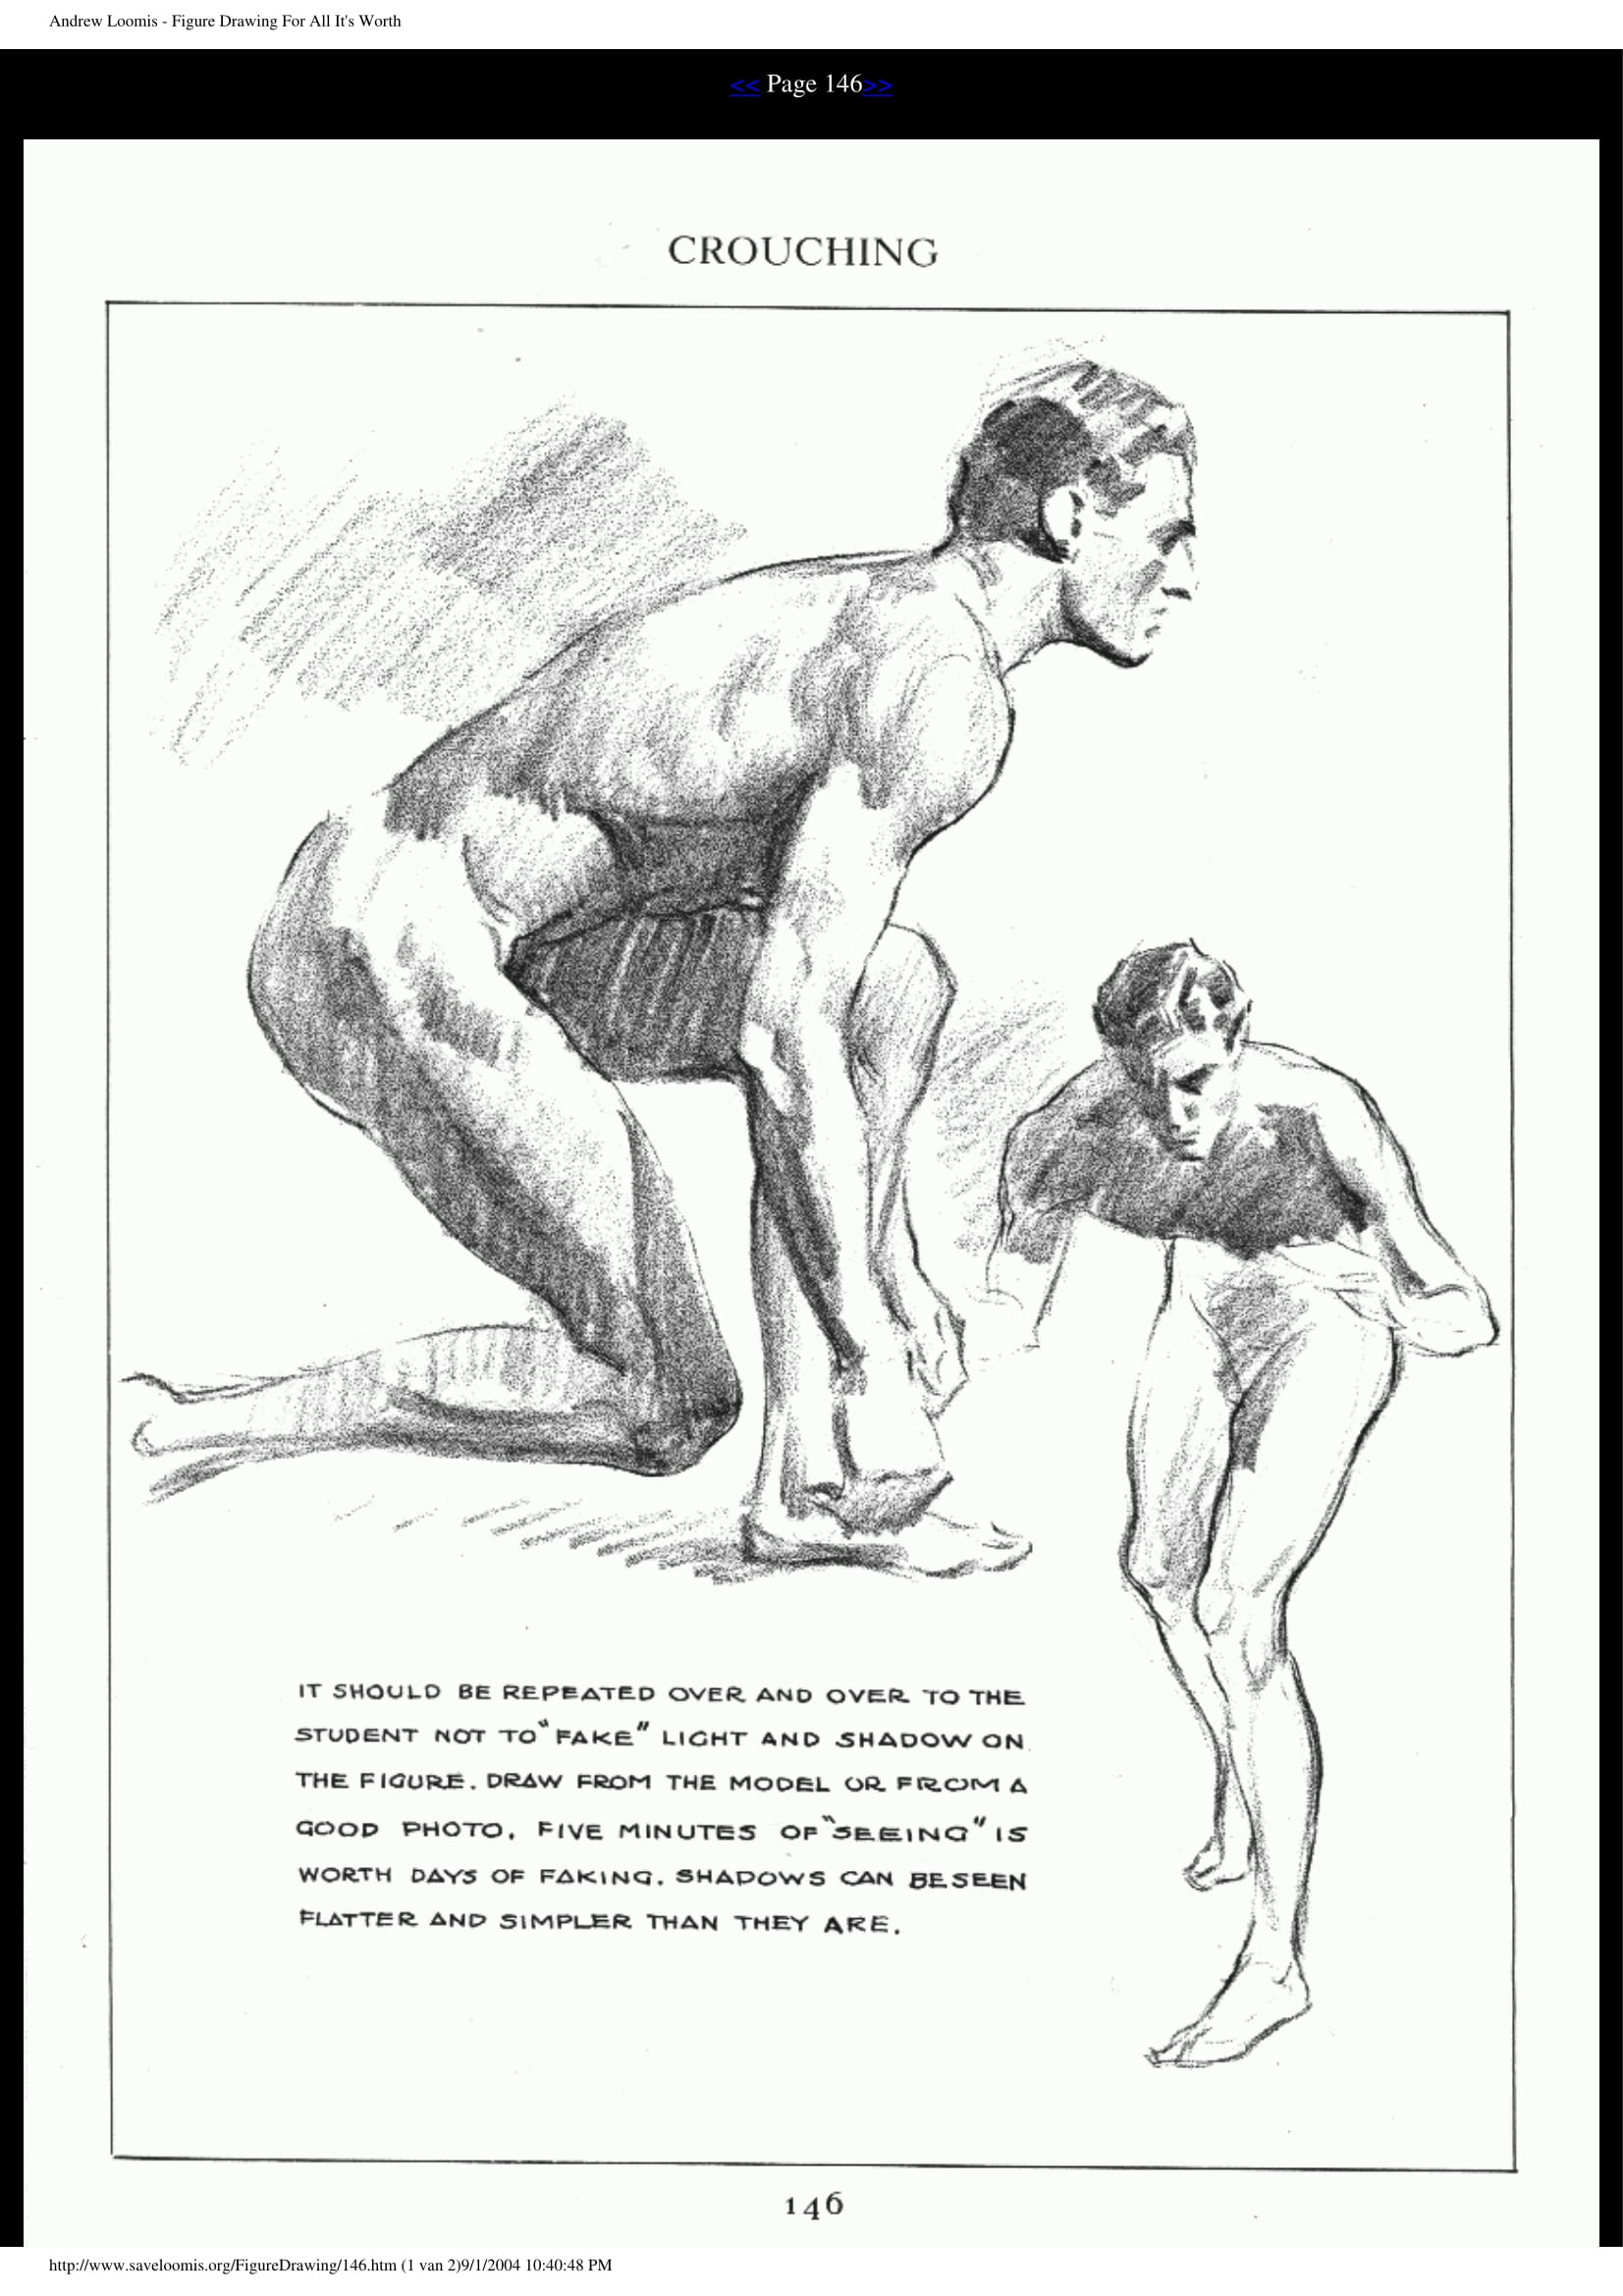 Andrew Loomis - Figure Drawing For All It's Worth
<< Page 146>>
CROUCHING
IT SHOULD BE REPEATED OVER AND OVER TO THE
STUDENT NOT TO "FAKE" LIGHT AND SHADOW ON
THE FIGURE. DRAW FROM THE MODEL OR FROM A
GOOD PHOTO. FIVE MINUTES OF "SEEING" IS
WORTH DAYS OF FAKING. SHADOWS CAN BE SEEN
FLATTER AND SIMPLER THAN THEY ARE.
146
http://www.saveloomis.org/FigureDrawing/146.htm (1 van 2)9/1/2004 10:40:48 PM